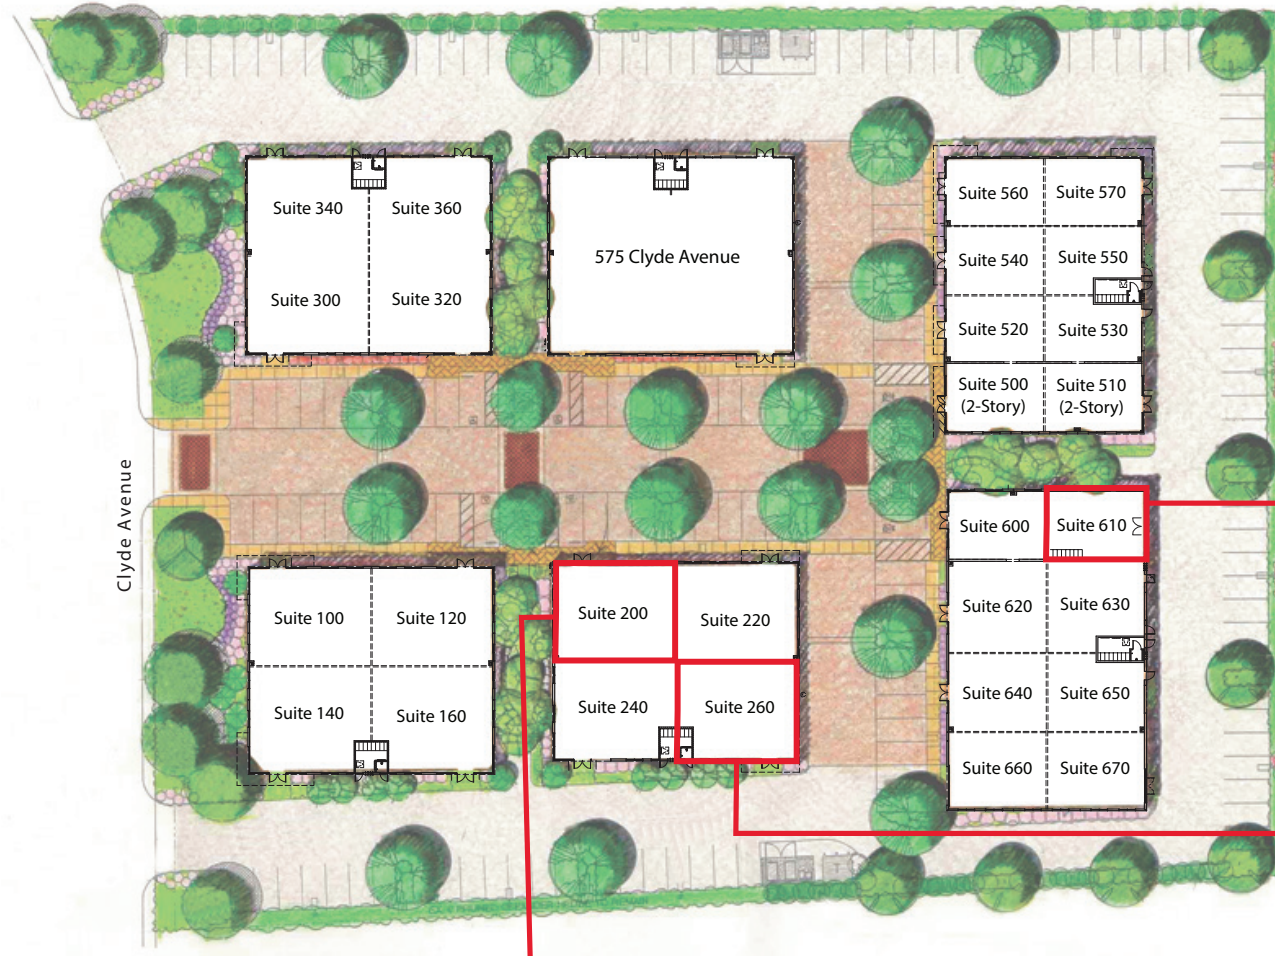 Suite 340
Suite 360
Suite 300
Suite 320
575 Clyde Avenue
Suite 560
Suite 570
Suite 540
Suite 550
Suite 520
Suite 530
Suite 500
(2-Story)
Suite 510
(2-Story)
Clyde Avenue
Suite 600
Suite 610
Suite 620
Suite 630
Suite 640
Suite 650
Suite 660
Suite 670
Suite 100
Suite 120
Suite 140
Suite 160
Suite 200
Suite 220
Suite 240
Suite 260